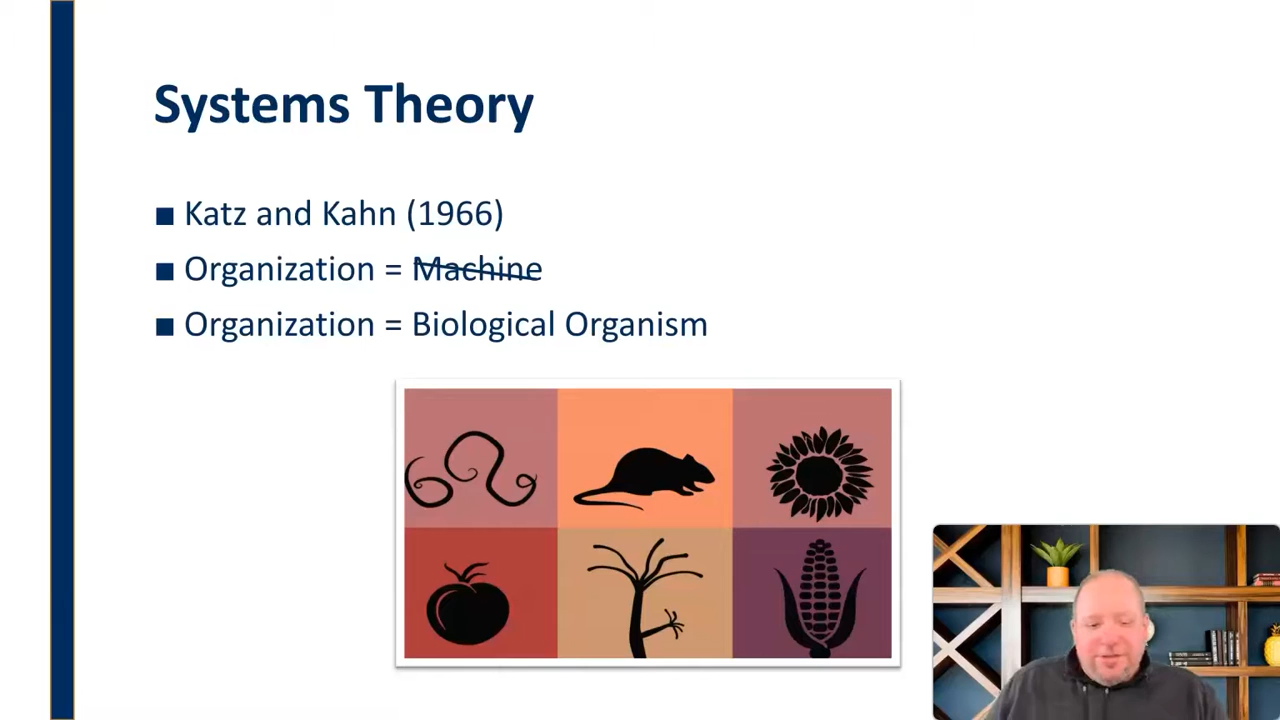 Systems Theory
■ Katz and Kahn (1966)
■ Organization = Machine
■ Organization = Biological Organism